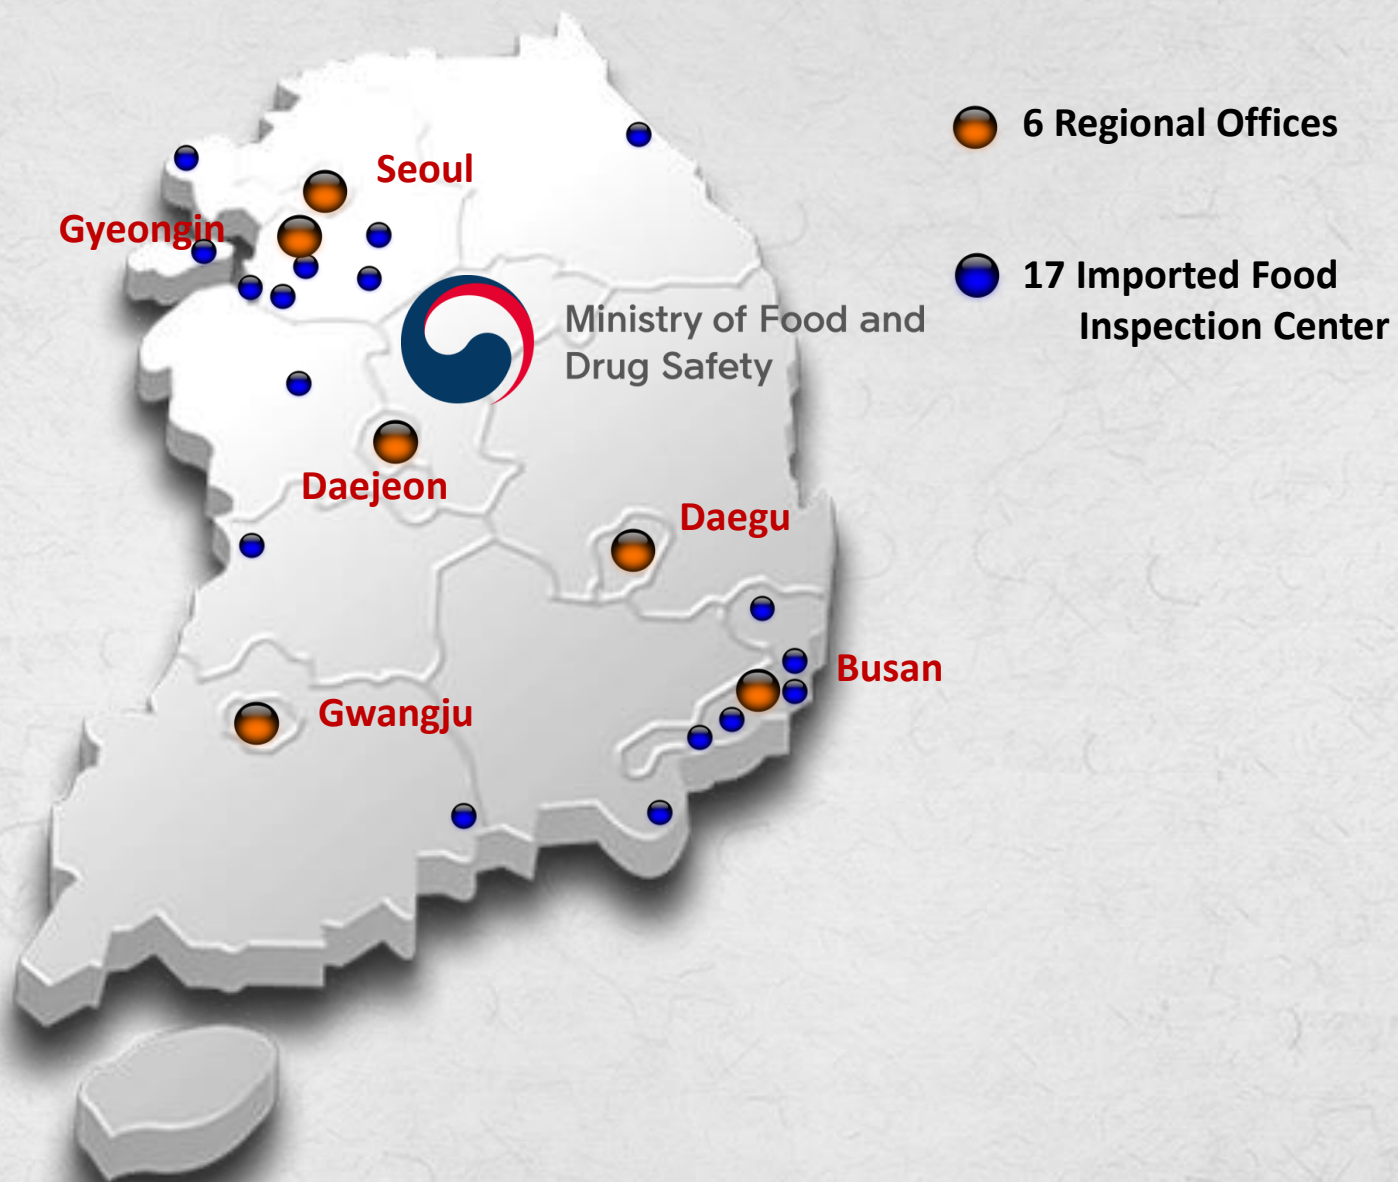 6 Regional Offices
Seoul
Gyeongin
17 Imported Food
Inspection Center
Ministry of Food and
Drug Safety
Daejeon
Daegu
Busan
Gwangju